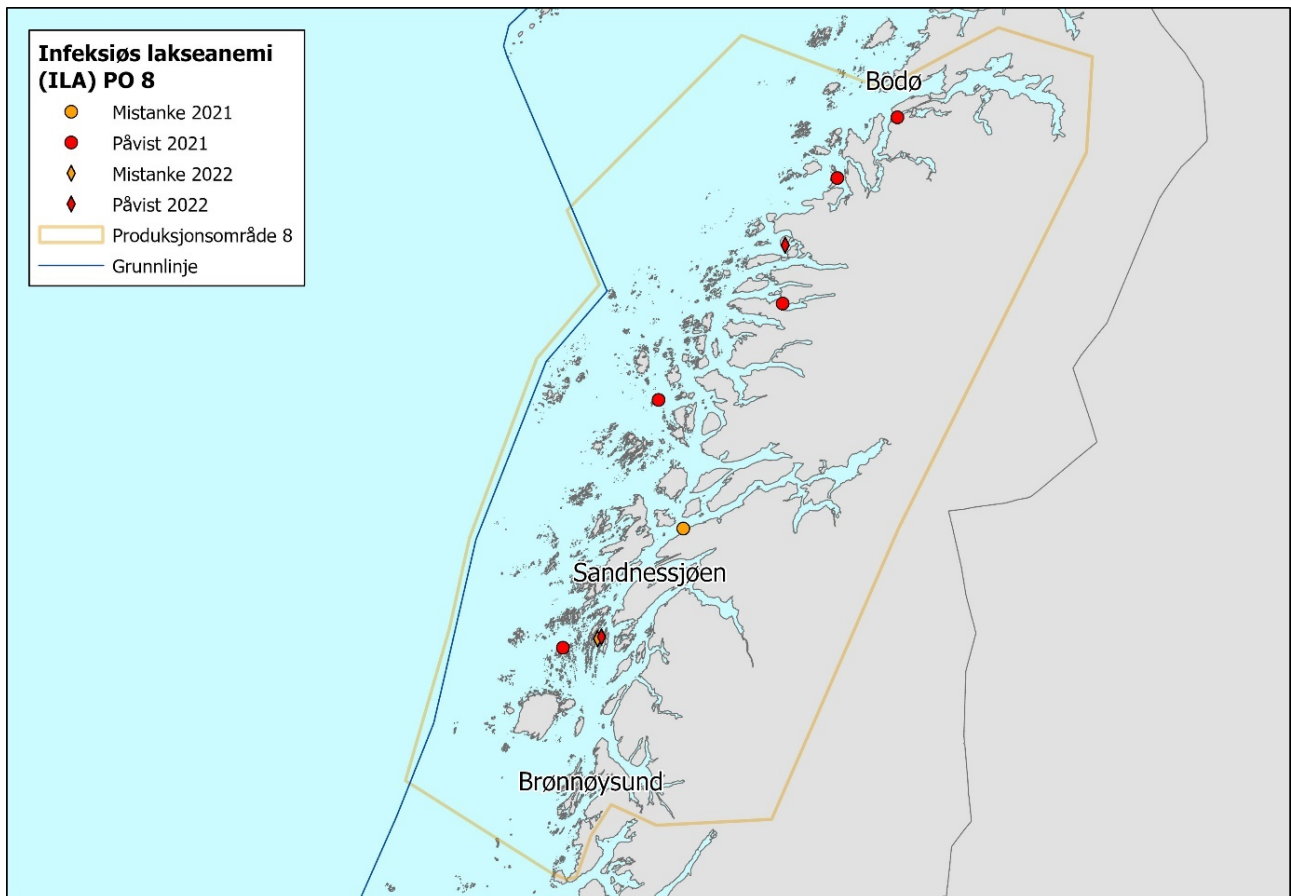 Infeksiøs lakseanemi
(ILA) PO 8
Mistanke 2021
Påvist 2021
Mistanke 2022
Påvist 2022
Produksjonsområde 8
Grunnlinje
Bodø
Sandnessjøen
Brønnøysund